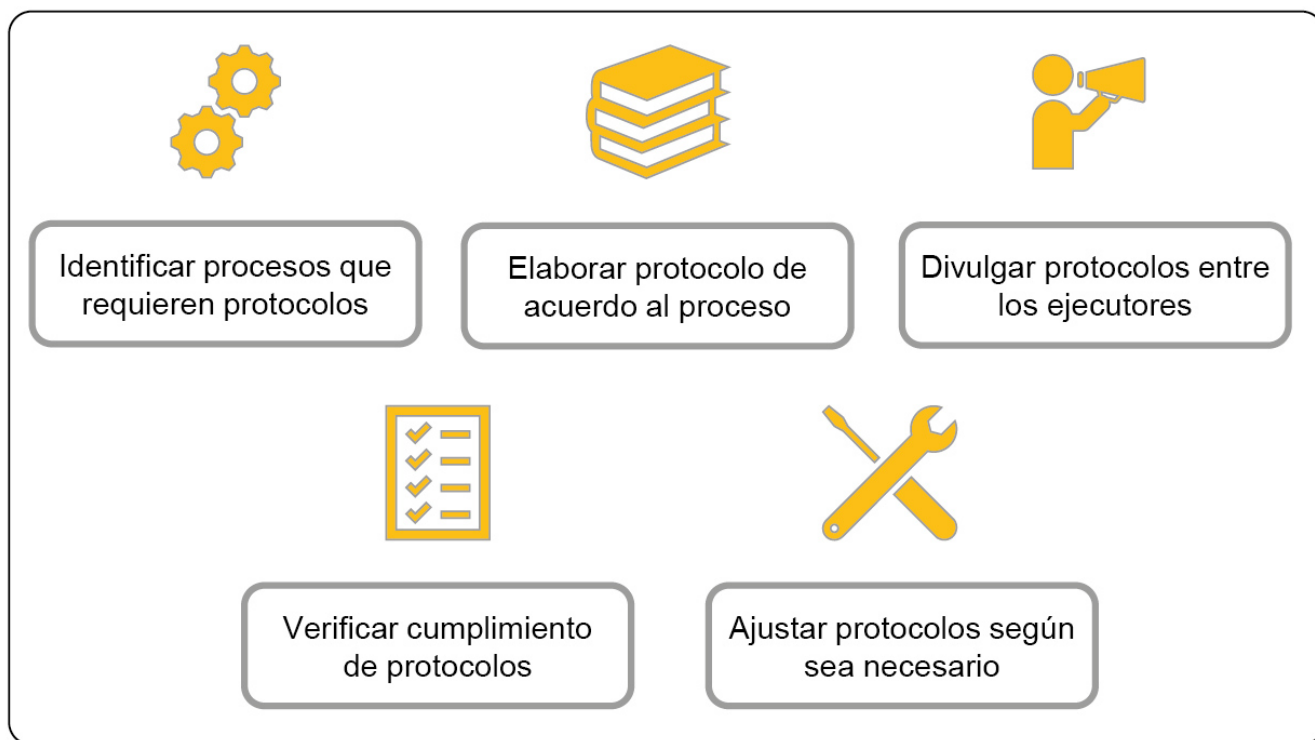 Identificar procesos que
requieren protocolos
Elaborar protocolo de
acuerdo al proceso
Divulgar protocolos entre
los ejecutores
Verificar cumplimiento
de protocolos
Ajustar protocolos según
sea necesario